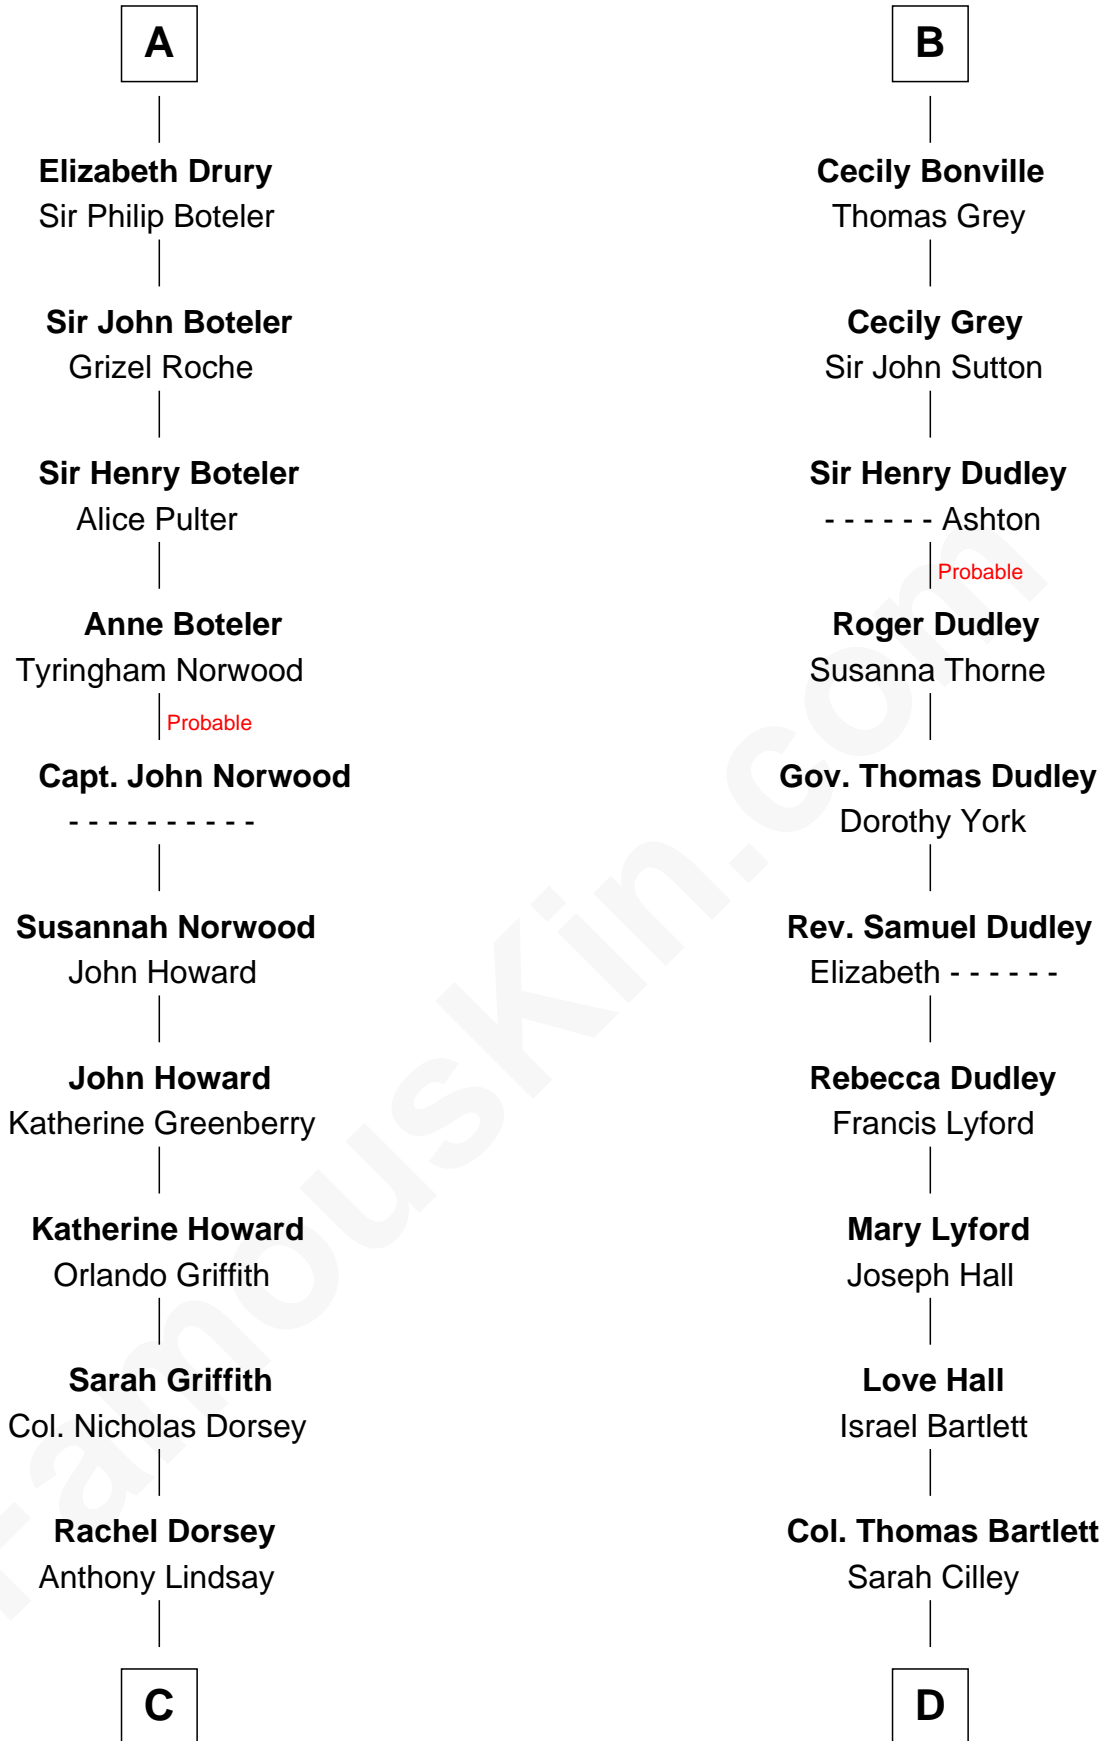 A
Elizabeth Drury
Sir Philip Boteler
Sir John Boteler
Grizel Roche
Sir Henry Boteler
Alice Pulter
Anne Boteler
Tyringham Norwood
Probable
Capt. John Norwood
- - - - - - - - - -
Susannah Norwood
John Howard
John Howard
Katherine Greenberry
Katherine Howard
Orlando Griffith
Sarah Griffith
Col. Nicholas Dorsey
Rachel Dorsey
Anthony Lindsay
C
B
Cecily Bonville
Thomas Grey
Cecily Grey
Sir John Sutton
Sir Henry Dudley
- - - - - - Ashton
Probable
Roger Dudley
Susanna Thorne
Gov. Thomas Dudley
Dorothy York
Rev. Samuel Dudley
Elizabeth - - - - - -
Rebecca Dudley
Francis Lyford
Mary Lyford
Joseph Hall
Love Hall
Israel Bartlett
Col. Thomas Bartlett
Sarah Cilley
D
FamousKin.com